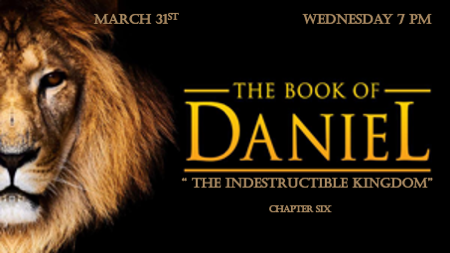 MARCH 31ST WEDNESDAY 7 PM
THE BOOK OF
DANIEL
“ THE INDESTRUCTIBLE KINGDOM”
CHAPTER SIX